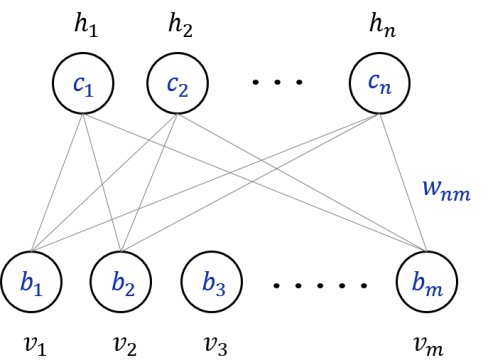 h₁ h₂ hₙ
c₁ c₂ · · · cₙ
wₙₘ
b₁ b₂ b₃ · · · · · · bₘ
v₁ v₂ v₃ vₘ